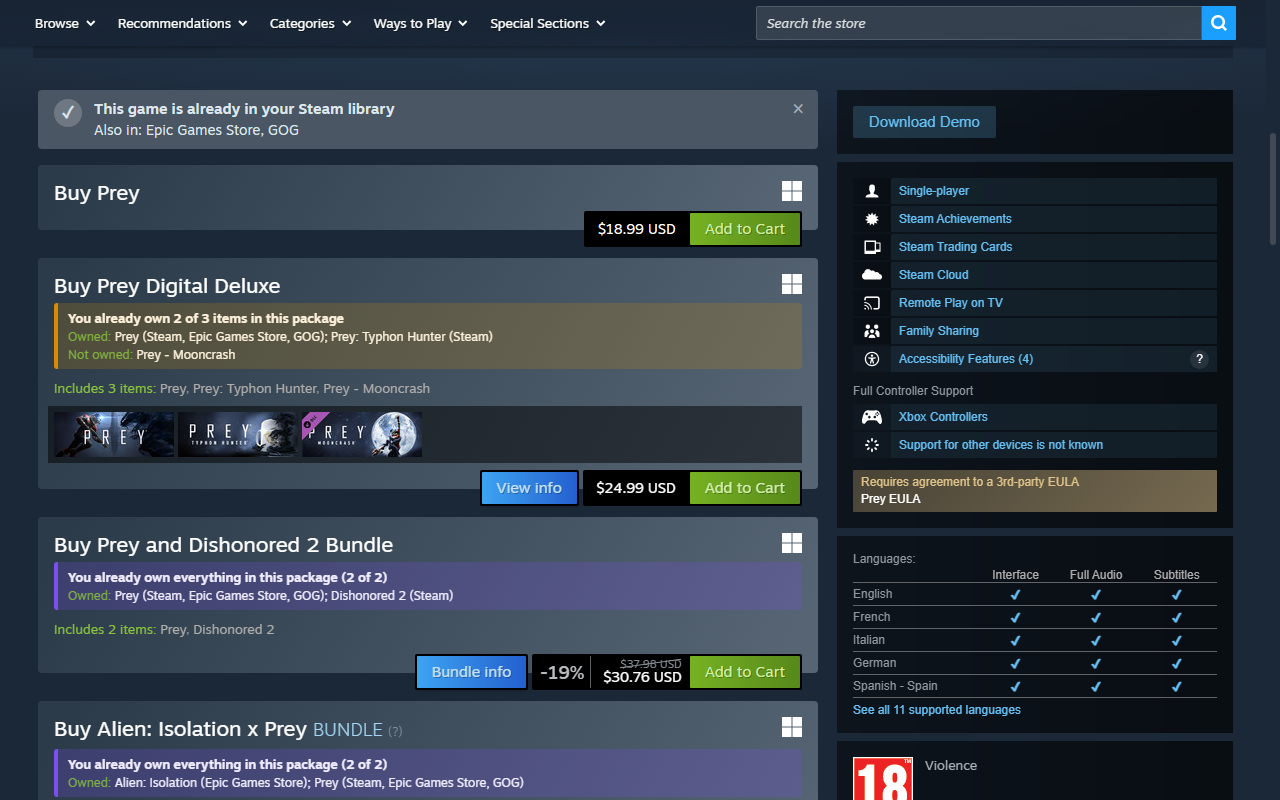 Browse Recommendations Categories Ways to Play Special Sections Search the store
This game is already in your Steam library
Also in: Epic Games Store, GOG
Buy Prey
$18.99 USD Add to Cart
Buy Prey Digital Deluxe
You already own 2 of 3 items in this package
Owned: Prey (Steam, Epic Games Store, GOG); Prey: Typhon Hunter (Steam)
Not owned: Prey - Mooncrash
Includes 3 items: Prey, Prey: Typhon Hunter, Prey - Mooncrash
PREY PREY PREY
TYPHON HUNTER MOONCRASH
View info $24.99 USD Add to Cart
Buy Prey and Dishonored 2 Bundle
You already own everything in this package (2 of 2)
Owned: Prey (Steam, Epic Games Store, GOG); Dishonored 2 (Steam)
Includes 2 items: Prey, Dishonored 2
$37.98 USD
Bundle info -19% $30.76 USD Add to Cart
Buy Alien: Isolation x Prey BUNDLE (?)
You already own everything in this package (2 of 2)
Owned: Alien: Isolation (Epic Games Store); Prey (Steam, Epic Games Store, GOG)
Download Demo
Single-player
Steam Achievements
Steam Trading Cards
Steam Cloud
Remote Play on TV
Family Sharing
Accessibility Features (4) ?
Full Controller Support
Xbox Controllers
Support for other devices is not known
Requires agreement to a 3rd-party EULA
Prey EULA
Languages:
Interface Full Audio Subtitles
English ✔ ✔ ✔
French ✔ ✔ ✔
Italian ✔ ✔ ✔
German ✔ ✔ ✔
Spanish - Spain ✔ ✔ ✔
See all 11 supported languages
18 Violence